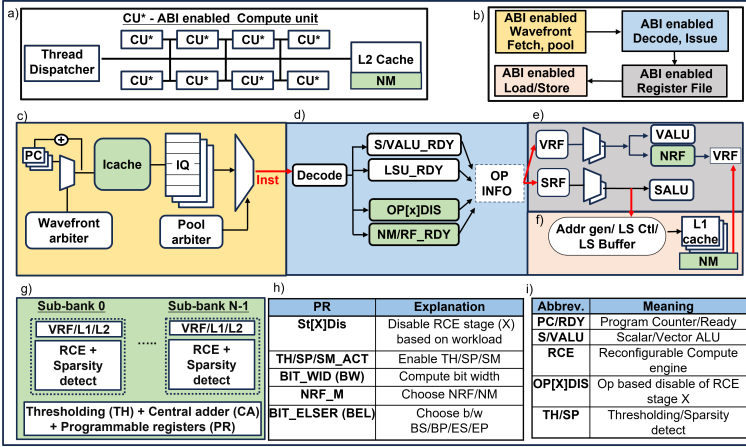 a)
CU* - ABI enabled Compute unit
CU* CU* CU* CU*
Thread
Dispatcher
L2 Cache
NM
CU* CU* CU* CU*
b)
ABI enabled
Wavefront
Fetch, pool
ABI enabled
Decode, Issue
ABI enabled
Load/Store
ABI enabled
Register File
c)
+
PC
Icache
IQ
Inst
Wavefront
arbiter
Pool
arbiter
d)
Decode
S/VALU_RDY
LSU_RDY
OP[x]DIS
NM/RF_RDY
OP
INFO
e)
VRF
VALU
NRF
VRF
SRF
SALU
f)
Addr gen/ LS Ctl/
LS Buffer
L1
cache
NM
g)
Sub-bank 0
VRF/L1/L2
RCE +
Sparsity
detect
.....
Sub-bank N-1
VRF/L1/L2
RCE +
Sparsity
detect
Thresholding (TH) + Central adder (CA)
+ Programmable registers (PR)
h)
PR Explanation
St[X]Dis Disable RCE stage (X)
based on workload
TH/SP/SM_ACT Enable TH/SP/SM
BIT_WID (BW) Compute bit width
NRF_M Choose NRF/NM
BIT_ELSER (BEL) Choose b/w
BS/BP/ES/EP
i)
Abbrev. Meaning
PC/RDY Program Counter/Ready
S/VALU Scalar/Vector ALU
RCE Reconfigurable Compute
engine
OP[X]DIS Op based disable of RCE
stage X
TH/SP Thresholding/Sparsity
detect